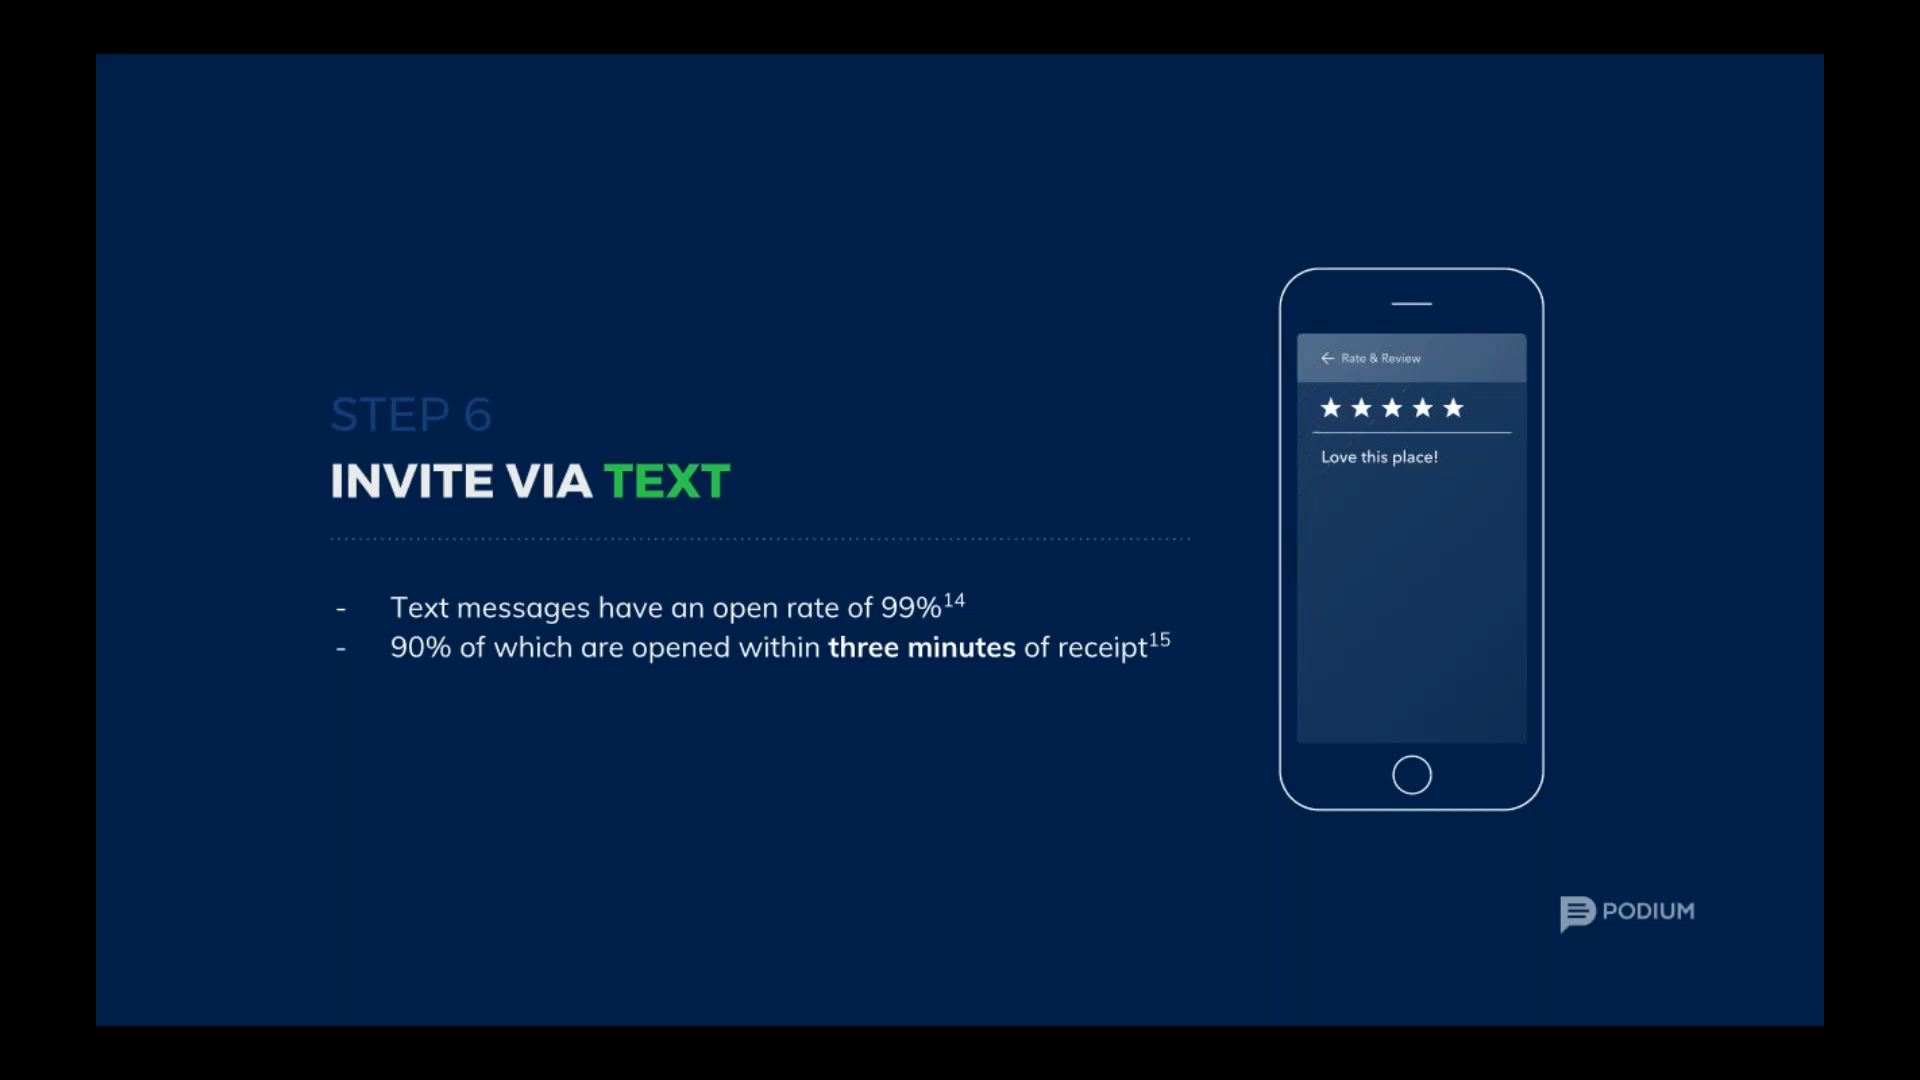 STEP 6
INVITE VIA TEXT
- Text messages have an open rate of 99%14
- 90% of which are opened within three minutes of receipt15
← Rate & Review
★ ★ ★ ★ ★
Love this place!
PODIUM